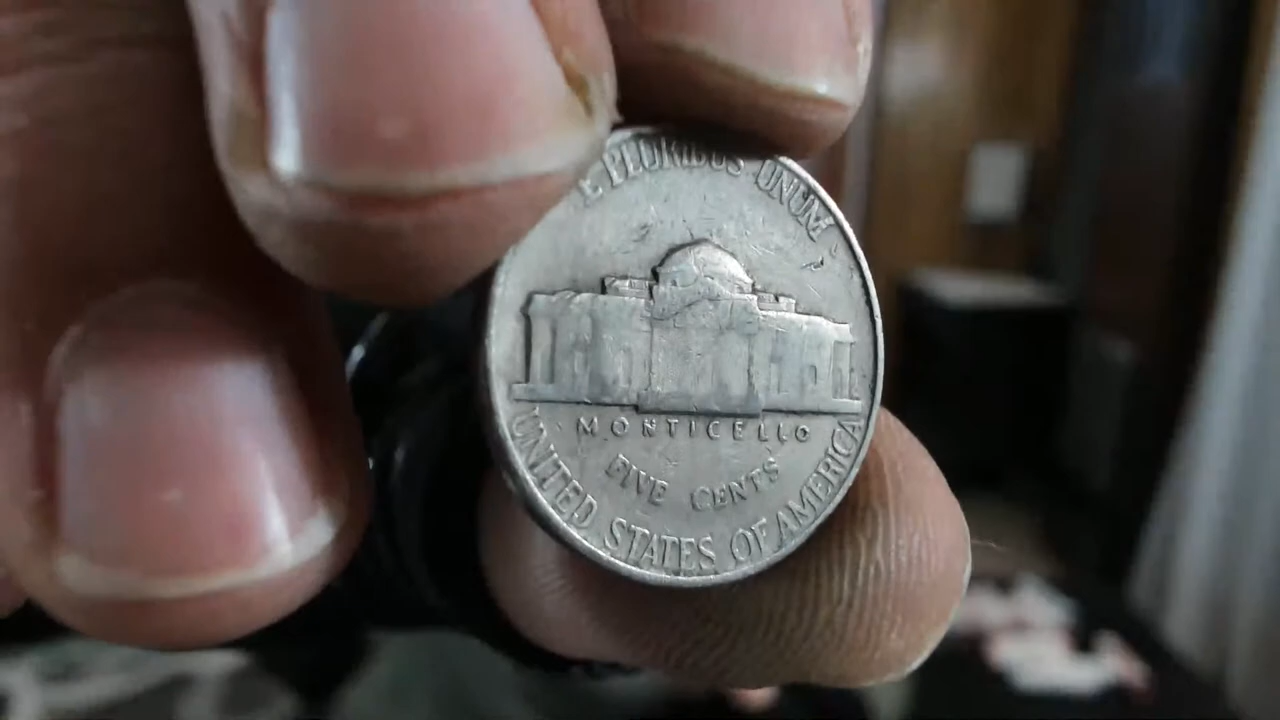 E PLURIBUS UNUM
MONTICELLO
FIVE CENTS
UNITED STATES OF AMERICA